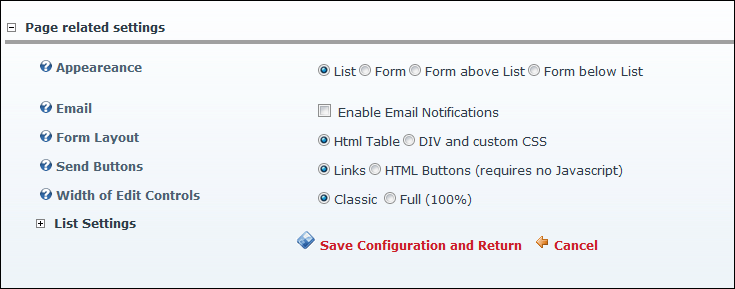 Page related settings
Appeareance List Form Form above List Form below List
Email Enable Email Notifications
Form Layout Html Table DIV and custom CSS
Send Buttons Links HTML Buttons (requires no Javascript)
Width of Edit Controls Classic Full (100%)
List Settings
Save Configuration and Return Cancel